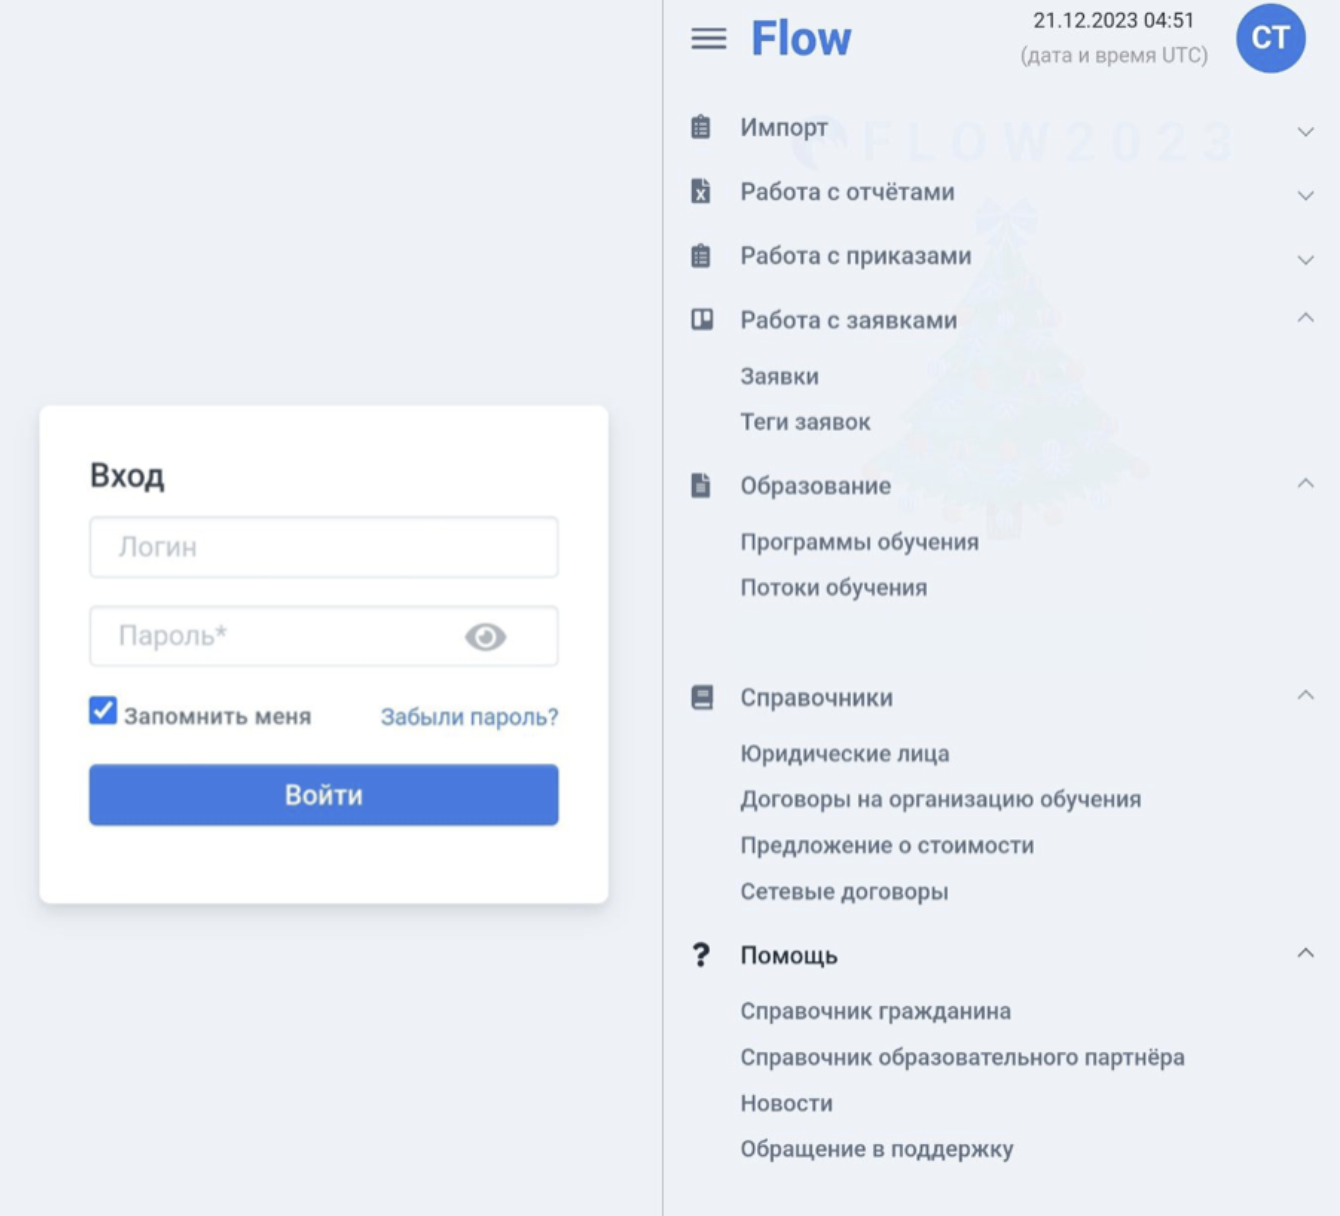 Вход
Логин
Пароль*
Запомнить меня
Забыли пароль?
Войти
Flow
21.12.2023 04:51
(дата и время UTC)
СТ
FLOW2023
Импорт
Работа с отчётами
Работа с приказами
Работа с заявками
Заявки
Теги заявок
Образование
Программы обучения
Потоки обучения
Справочники
Юридические лица
Договоры на организацию обучения
Предложение о стоимости
Сетевые договоры
Помощь
Справочник гражданина
Справочник образовательного партнёра
Новости
Обращение в поддержку